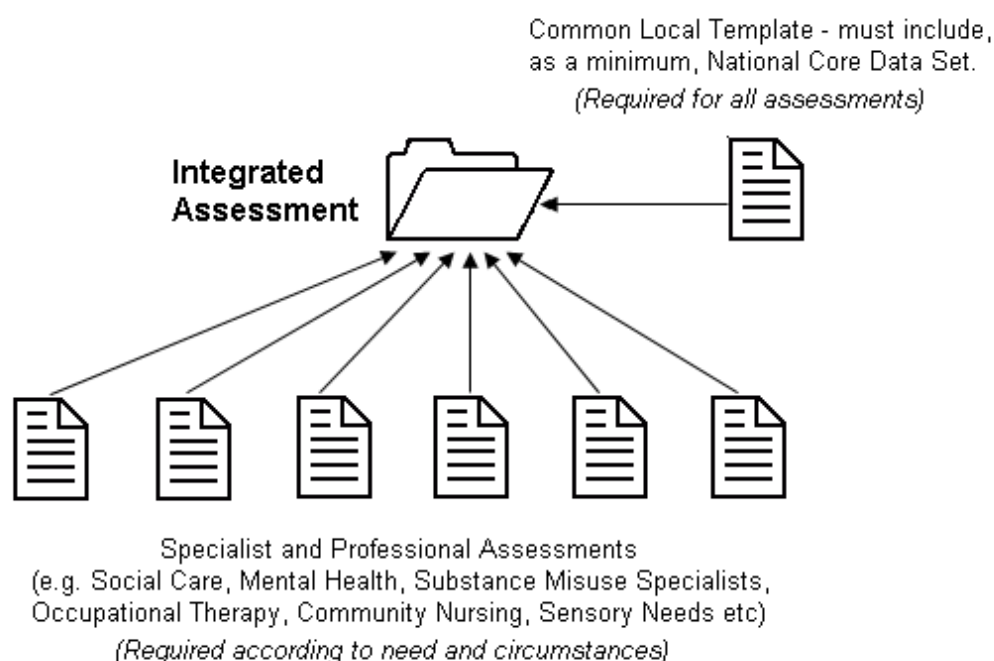 Common Local Template - must include,
as a minimum, National Core Data Set.
(Required for all assessments)
Integrated
Assessment
Specialist and Professional Assessments
(e.g. Social Care, Mental Health, Substance Misuse Specialists,
Occupational Therapy, Community Nursing, Sensory Needs etc)
(Required according to need and circumstances)